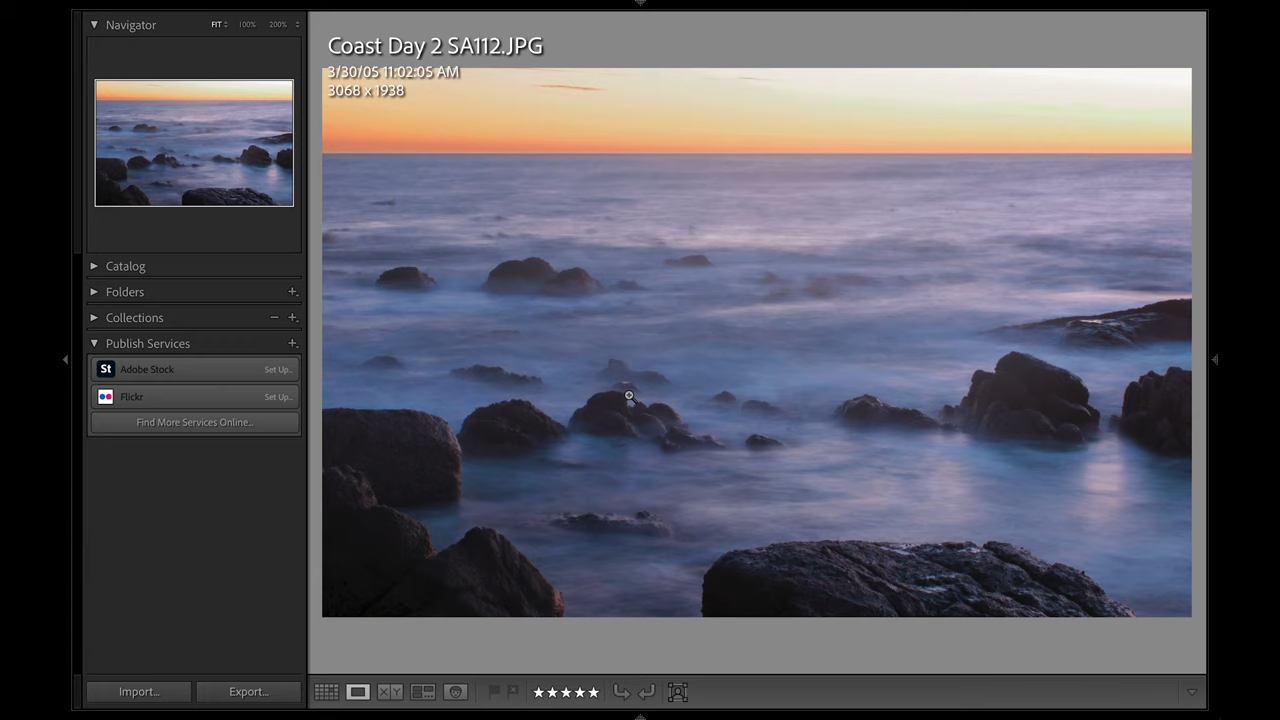 Navigator
FIT 100% 200%
Coast Day 2 SA112.JPG
3/30/05 11:02:05 AM
3068 x 1938
Catalog
Folders
Collections
Publish Services
St Adobe Stock Set Up...
Flickr Set Up...
Find More Services Online...
Import... Export...
XY